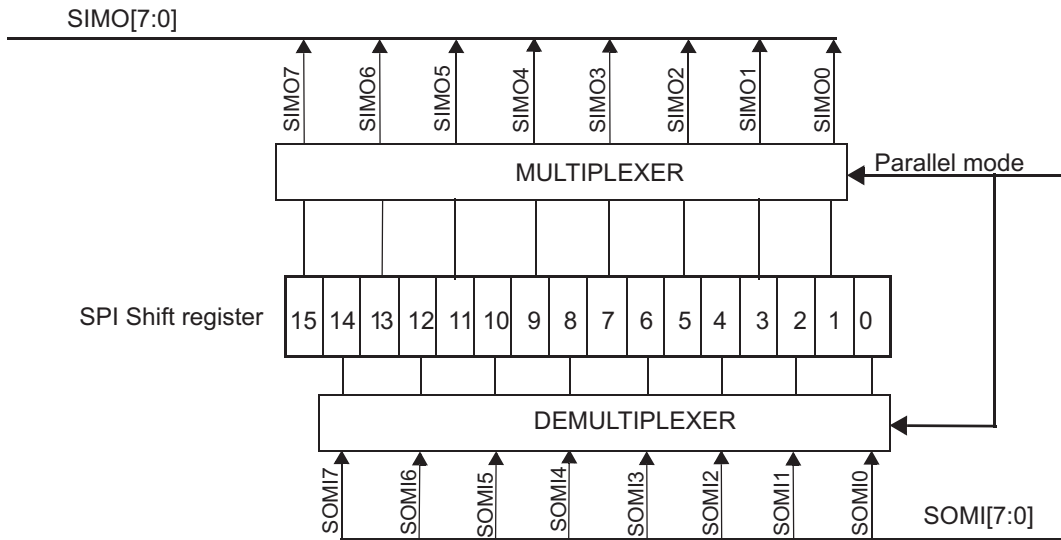 SIMO[7:0]
SIMO7 SIMO6 SIMO5 SIMO4 SIMO3 SIMO2 SIMO1 SIMO0
MULTIPLEXER
Parallel mode
SPI Shift register
15 14 13 12 11 10 9 8 7 6 5 4 3 2 1 0
DEMULTIPLEXER
SOMI7 SOMI6 SOMI5 SOMI4 SOMI3 SOMI2 SOMI1 SOMI0
SOMI[7:0]